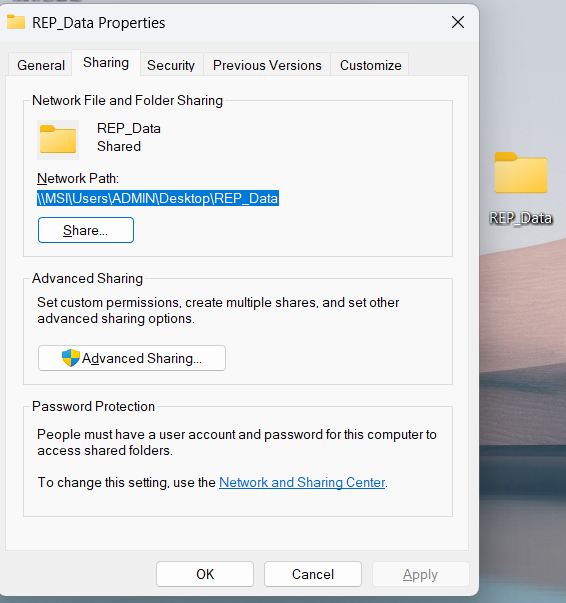 REP_Data Properties
General
Sharing
Security
Previous Versions
Customize
Network File and Folder Sharing
REP_Data
Shared
Network Path:
\\MSI\Users\ADMIN\Desktop\REP_Data
Share...
Advanced Sharing
Set custom permissions, create multiple shares, and set other
advanced sharing options.
Advanced Sharing...
Password Protection
People must have a user account and password for this computer to
access shared folders.
To change this setting, use the Network and Sharing Center.
OK
Cancel
Apply
REP_Data